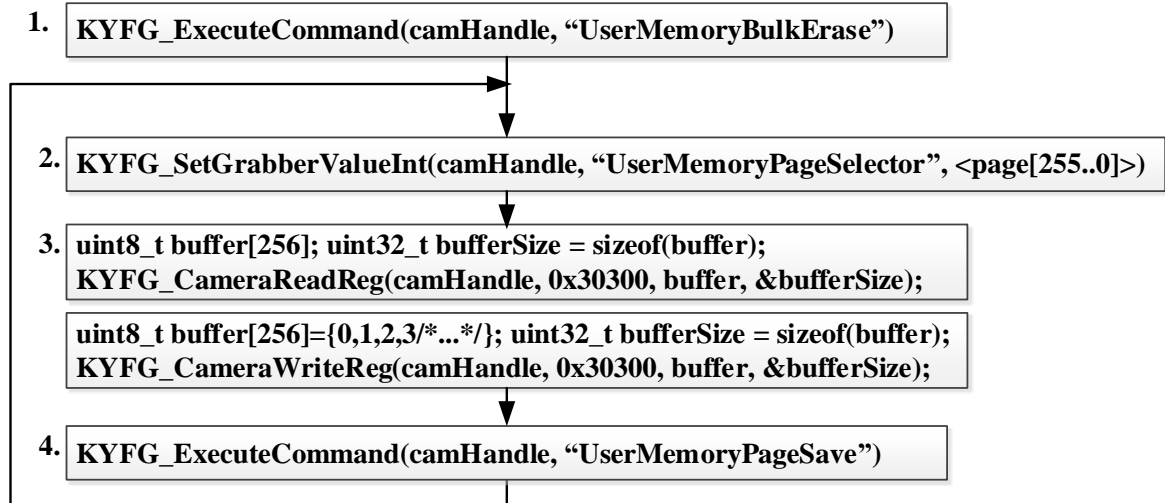 1. KYFG_ExecuteCommand(camHandle, “UserMemoryBulkErase”)
2. KYFG_SetGrabberValueInt(camHandle, “UserMemoryPageSelector”, <page[255..0]>)
3. uint8_t buffer[256]; uint32_t bufferSize = sizeof(buffer);
KYFG_CameraReadReg(camHandle, 0x30300, buffer, &bufferSize);
uint8_t buffer[256]={0,1,2,3/*...*/}; uint32_t bufferSize = sizeof(buffer);
KYFG_CameraWriteReg(camHandle, 0x30300, buffer, &bufferSize);
4. KYFG_ExecuteCommand(camHandle, “UserMemoryPageSave”)